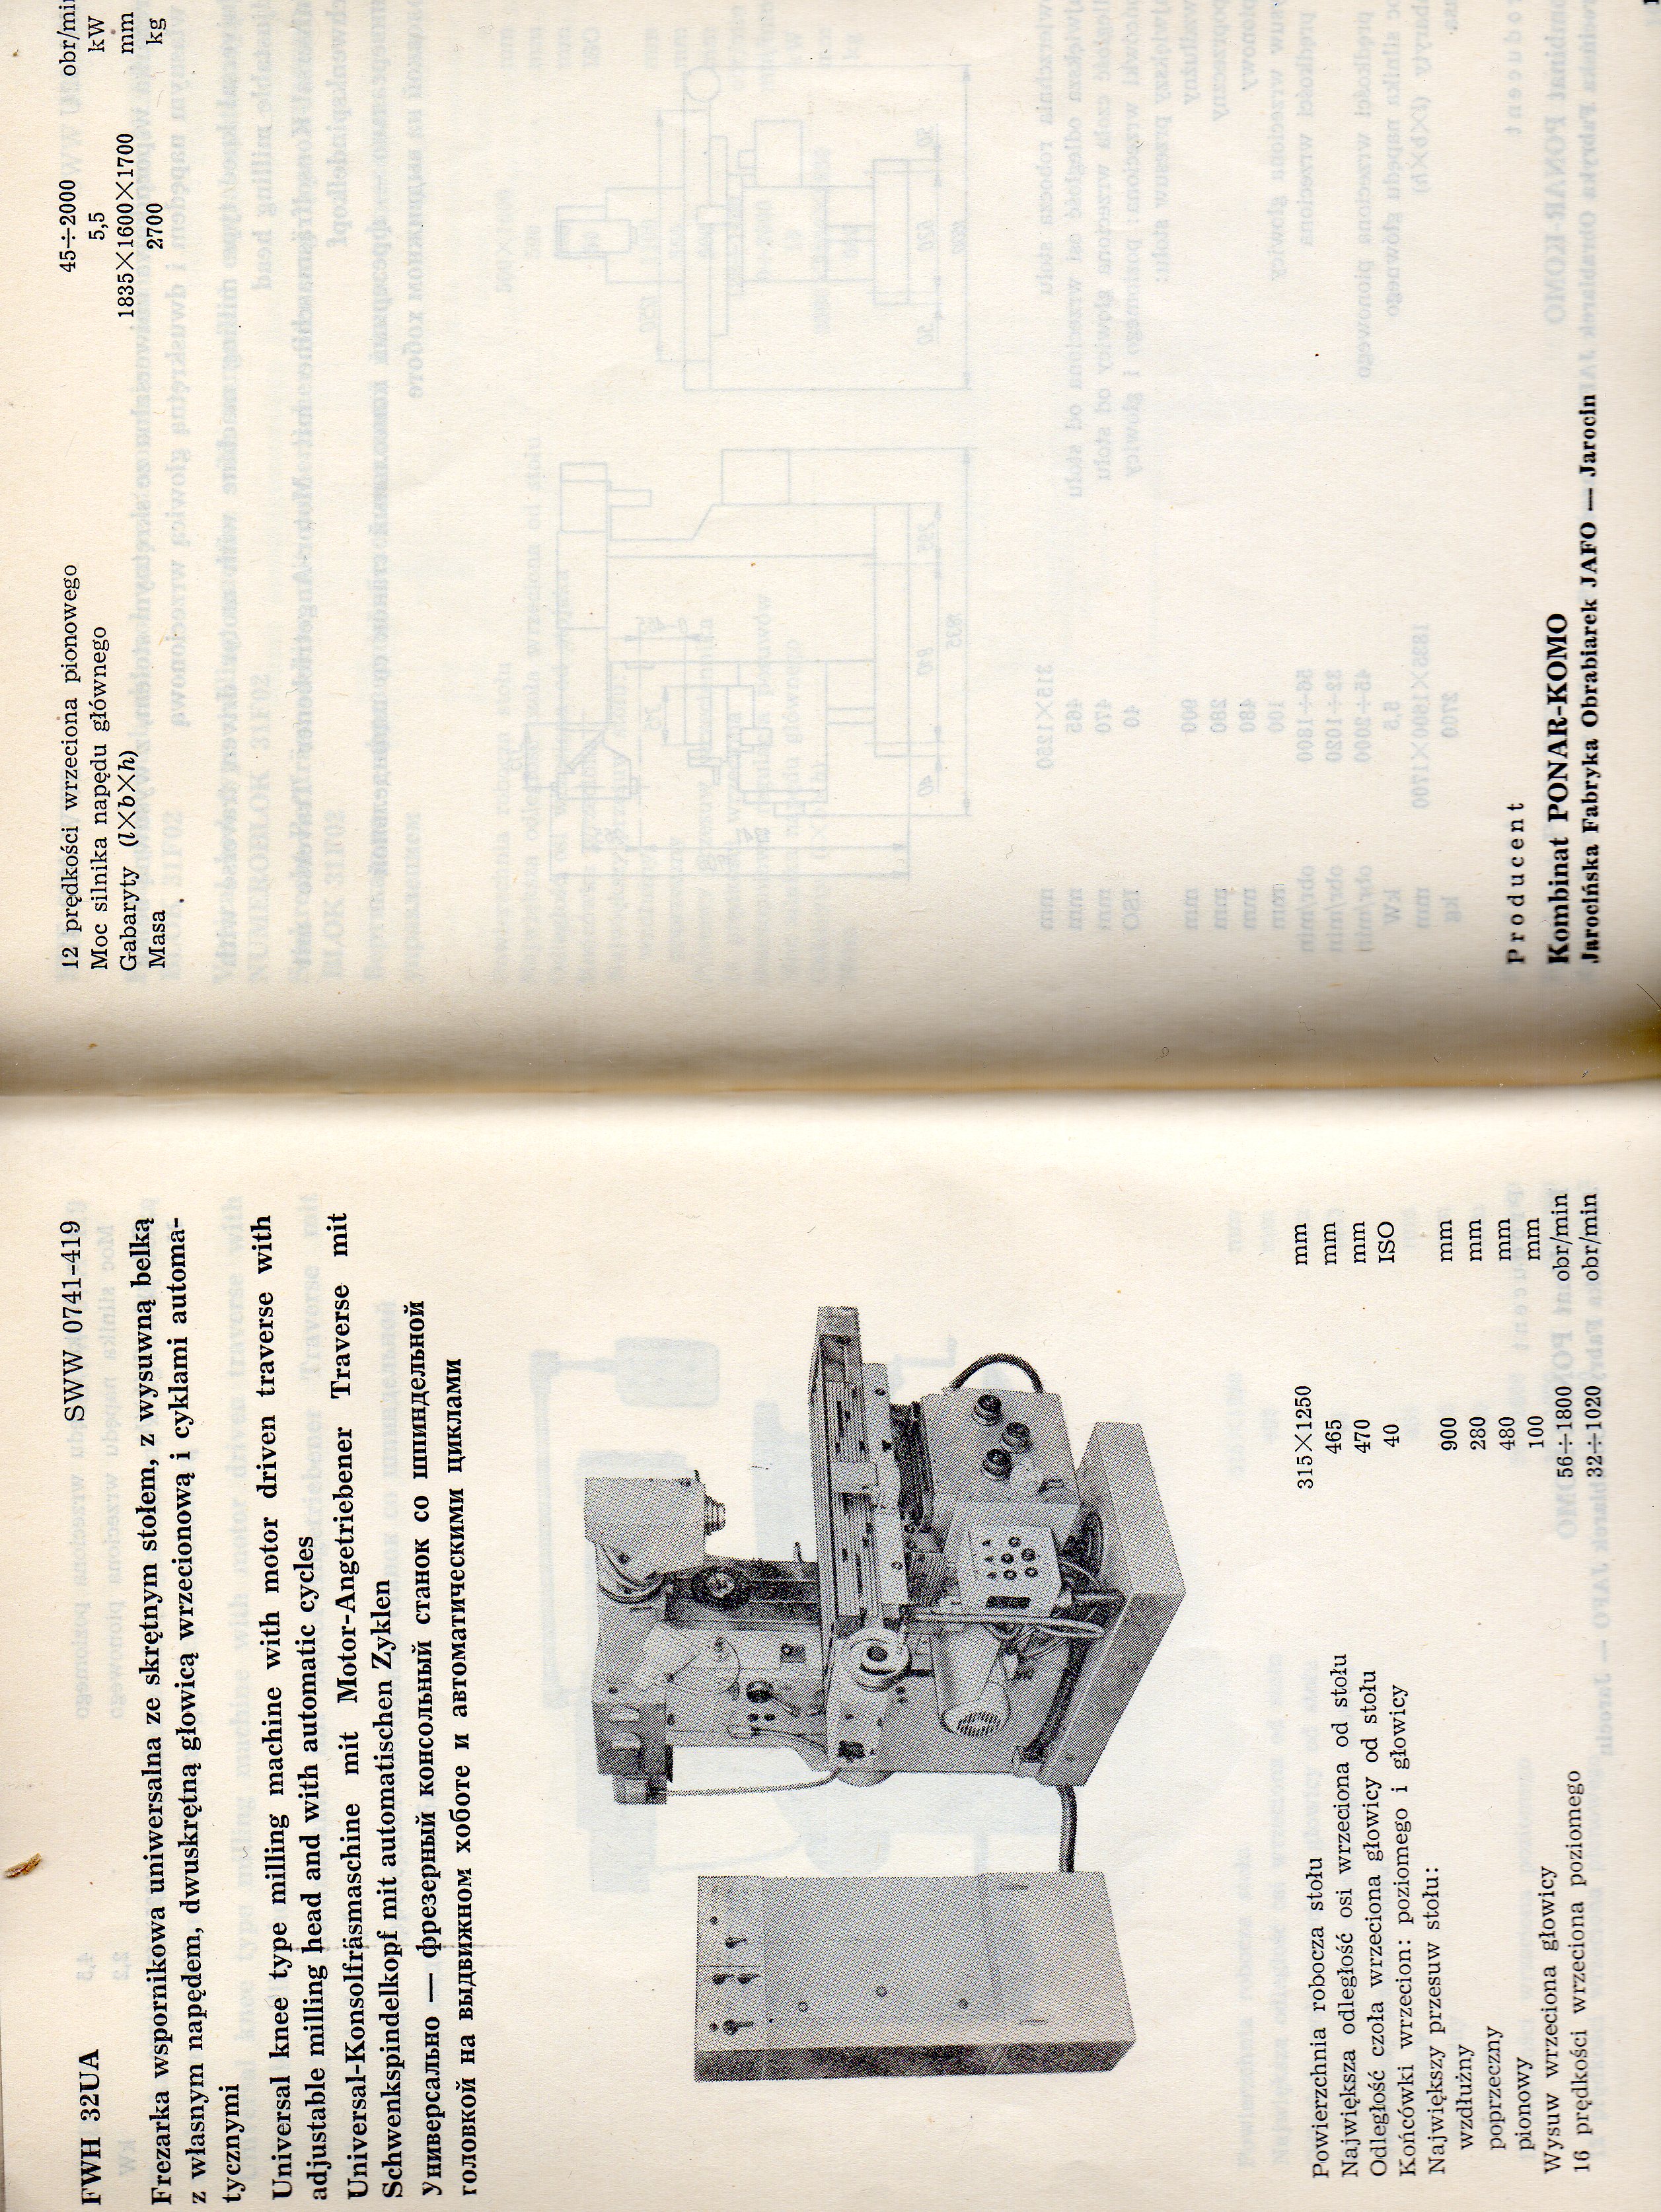 FWH 32UA
SWW 0741-419
Frezarka wspornikowa uniwersalna ze skrętnym stołem, z wysuwną belką
z własnym napędem, dwuskrętną głowicą wrzecionową i cyklami automa-
tycznymi
Universal knee type milling machine with motor driven traverse with
adjustable milling head and with automatic cycles
Universal-Konsolfräsmaschine mit Motor-Angetriebener Traverse mit
Schwenkspindelkopf mit automatischen Zyklen
Универсально — фрезерный консольный станок со шпиндельной
головкой на выдвижном хоботе и автоматическими циклами
Powierzchnia robocza stołu 315×1250 mm
Największa odległość osi wrzeciona od stołu 465 mm
Odległość czoła wrzeciona głowicy od stołu 470 mm
Końcówki wrzecion: poziomego i głowicy 40 ISO
Największy przesuw stołu:
wzdłużny 900 mm
poprzeczny 280 mm
pionowy 480 mm
Wysuw wrzeciona głowicy 100 mm
16 prędkości wrzeciona poziomego 56÷1800 obr/min
32÷1020 obr/min
12 prędkości wrzeciona pionowego 45÷2000 obr/min
Moc silnika napędu głównego 5,5 kW
Gabaryty (l×b×h) 1835×1600×1700 mm
Masa 2700 kg
Producent
Kombinat PONAR-KOMO
Jarocińska Fabryka Obrabiarek JAFO — Jarocin